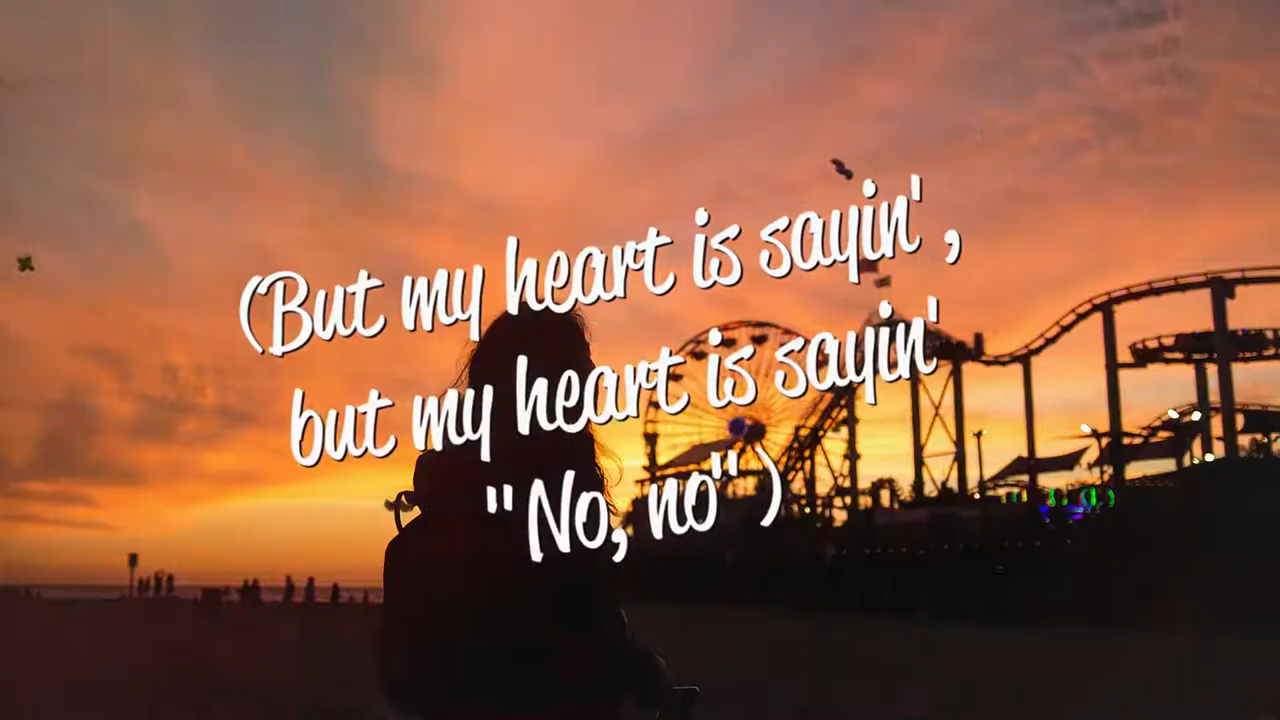 (But my heart is sayin',
but my heart is sayin'
"No, no")